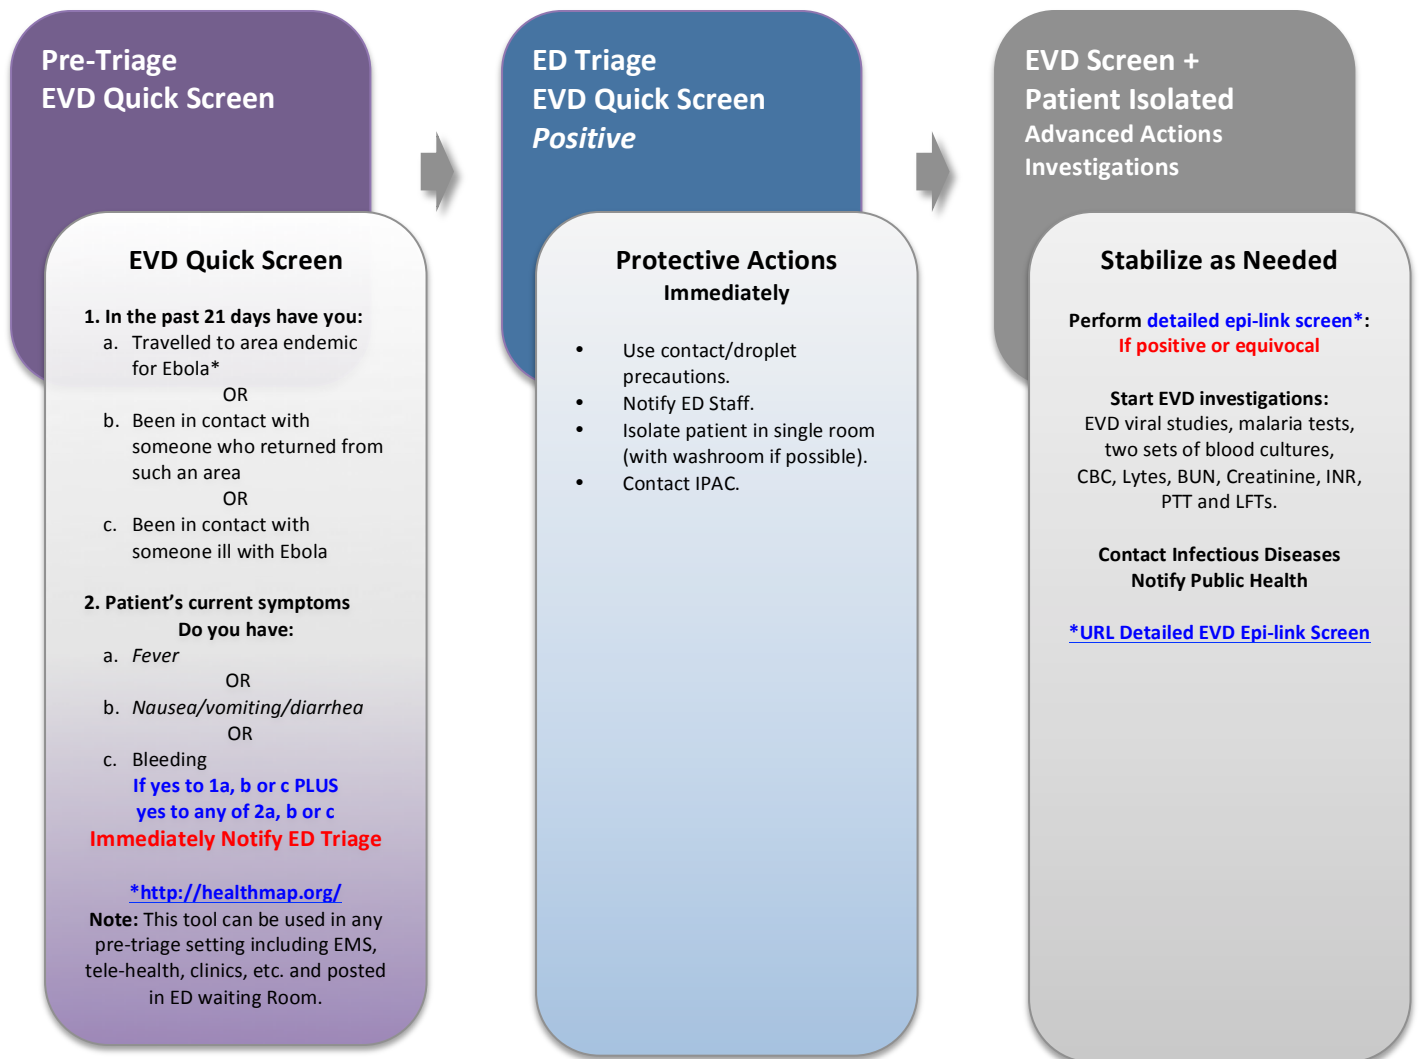 Pre-Triage
EVD Quick Screen
EVD Quick Screen
1. In the past 21 days have you:
a. Travelled to area endemic
for Ebola*
OR
b. Been in contact with
someone who returned from
such an area
OR
c. Been in contact with
someone ill with Ebola
2. Patient’s current symptoms
Do you have:
a. Fever
OR
b. Nausea/vomiting/diarrhea
OR
c. Bleeding
If yes to 1a, b or c PLUS
yes to any of 2a, b or c
Immediately Notify ED Triage
*http://healthmap.org/
Note: This tool can be used in any
pre-triage setting including EMS,
tele-health, clinics, etc. and posted
in ED waiting Room.
ED Triage
EVD Quick Screen
Positive
Protective Actions
Immediately
• Use contact/droplet
precautions.
• Notify ED Staff.
• Isolate patient in single room
(with washroom if possible).
• Contact IPAC.
EVD Screen +
Patient Isolated
Advanced Actions
Investigations
Stabilize as Needed
Perform detailed epi-link screen*:
If positive or equivocal
Start EVD investigations:
EVD viral studies, malaria tests,
two sets of blood cultures,
CBC, Lytes, BUN, Creatinine, INR,
PTT and LFTs.
Contact Infectious Diseases
Notify Public Health
*URL Detailed EVD Epi-link Screen